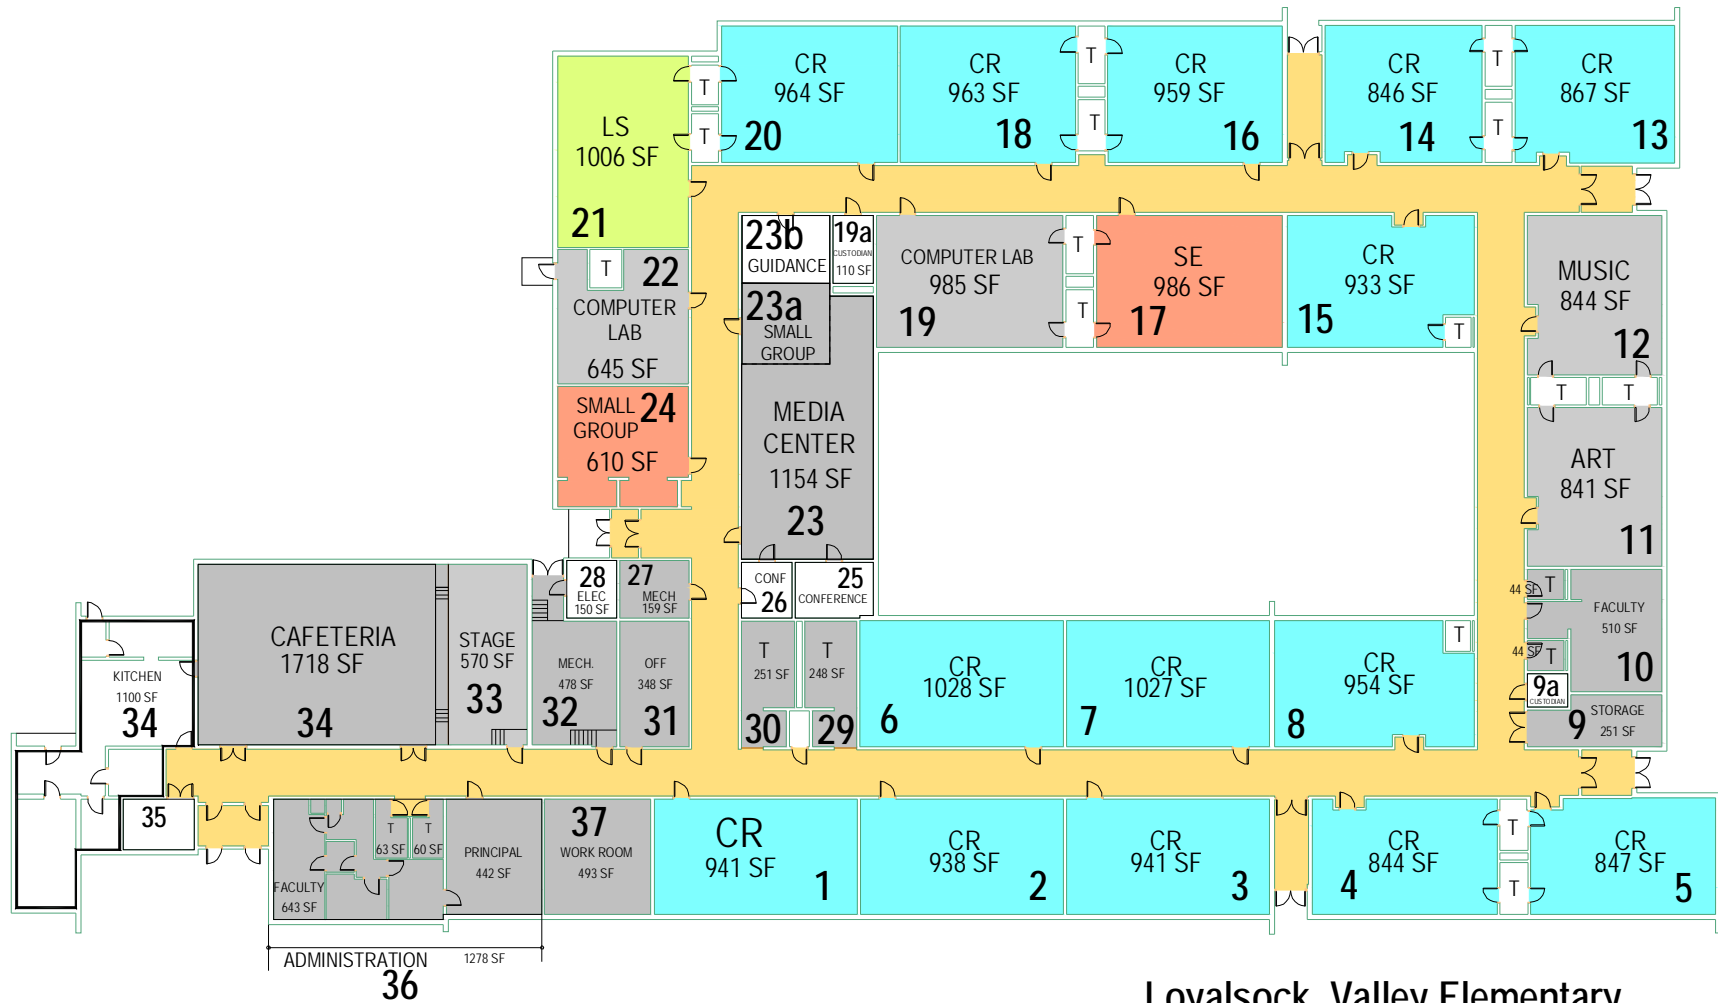 CR
964 SF
20
CR
963 SF
18
CR
959 SF
16
CR
846 SF
14
CR
867 SF
13
T
T
T
T
T
T
LS
1006 SF
21
T
22
COMPUTER
LAB
645 SF
SMALL
GROUP
24
610 SF
23b
GUIDANCE
19a
CUSTODIAN
110 SF
23a
SMALL
GROUP
MEDIA
CENTER
1154 SF
23
COMPUTER LAB
985 SF
19
T
T
SE
986 SF
17
CR
933 SF
15
T
MUSIC
844 SF
12
T
T
ART
841 SF
11
44 SF
T
FACULTY
510 SF
10
44 SF
T
9a
CUSTODIAN
STORAGE
9
251 SF
CONF
26
25
CONFERENCE
28
ELEC
150 SF
27
MECH
159 SF
KITCHEN
1100 SF
34
CAFETERIA
1718 SF
34
STAGE
570 SF
33
MECH.
478 SF
32
OFF
348 SF
31
T
251 SF
30
T
248 SF
29
CR
1028 SF
6
CR
1027 SF
7
CR
954 SF
8
T
35
FACULTY
643 SF
T
63 SF
T
60 SF
PRINCIPAL
442 SF
37
WORK ROOM
493 SF
CR
941 SF
1
CR
938 SF
2
CR
941 SF
3
CR
844 SF
4
T
T
CR
847 SF
5
ADMINISTRATION
1278 SF
36
Loyalsock Valley Elementary